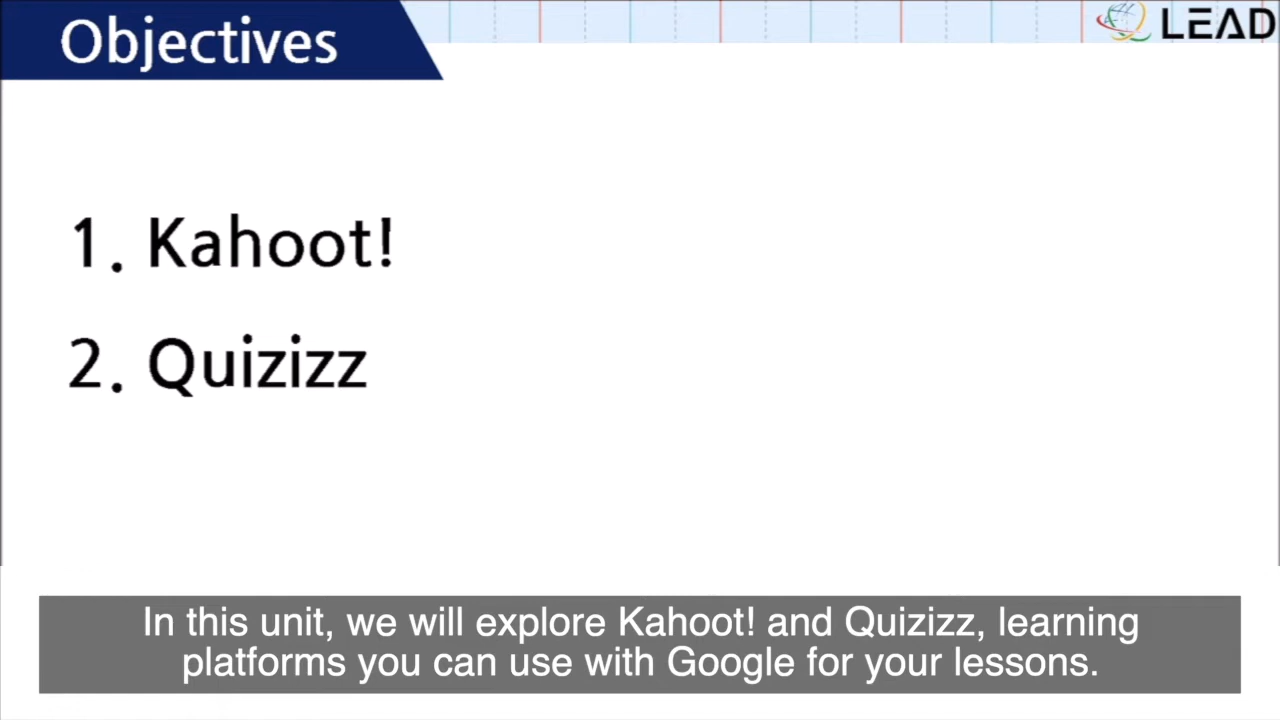 Objectives
LEAD
1. Kahoot!
2. Quizizz
In this unit, we will explore Kahoot! and Quizizz, learning
platforms you can use with Google for your lessons.